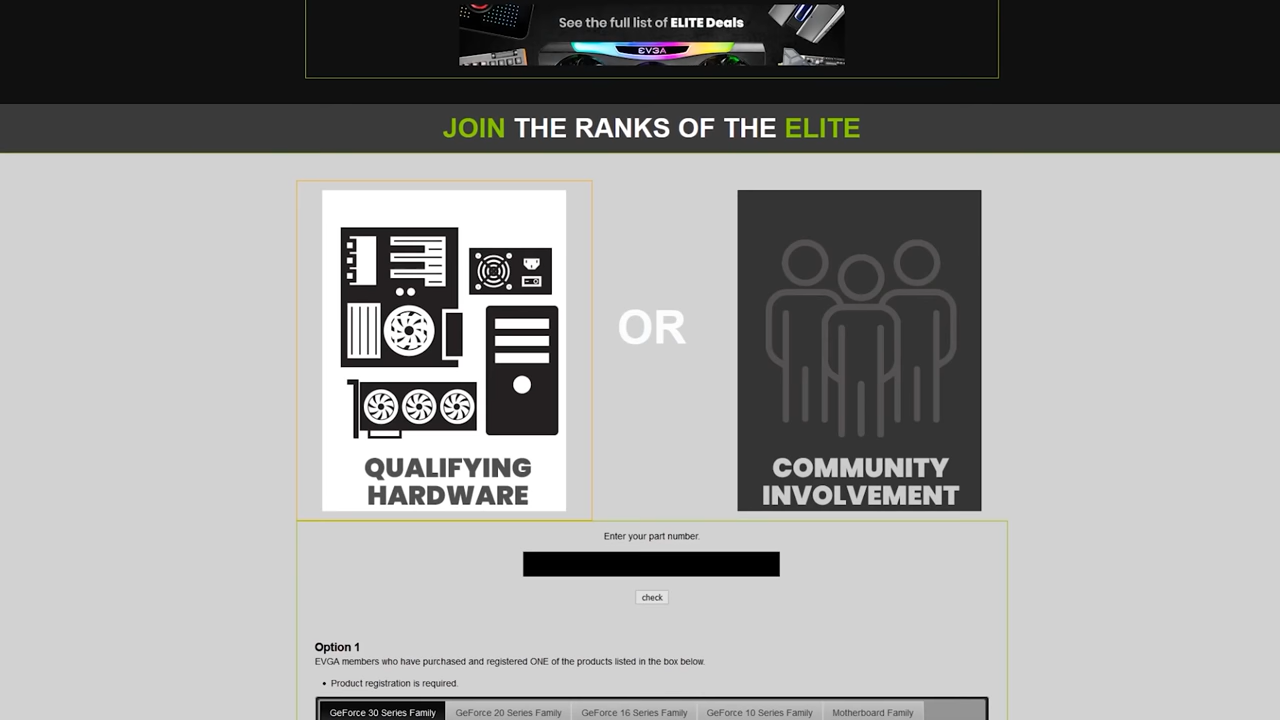 See the full list of ELITE Deals
EVGA
JOIN THE RANKS OF THE ELITE
OR
QUALIFYING
HARDWARE
COMMUNITY
INVOLVEMENT
Enter your part number.
check
Option 1
EVGA members who have purchased and registered ONE of the products listed in the box below.
• Product registration is required.
GeForce 30 Series Family GeForce 20 Series Family GeForce 16 Series Family GeForce 10 Series Family Motherboard Family